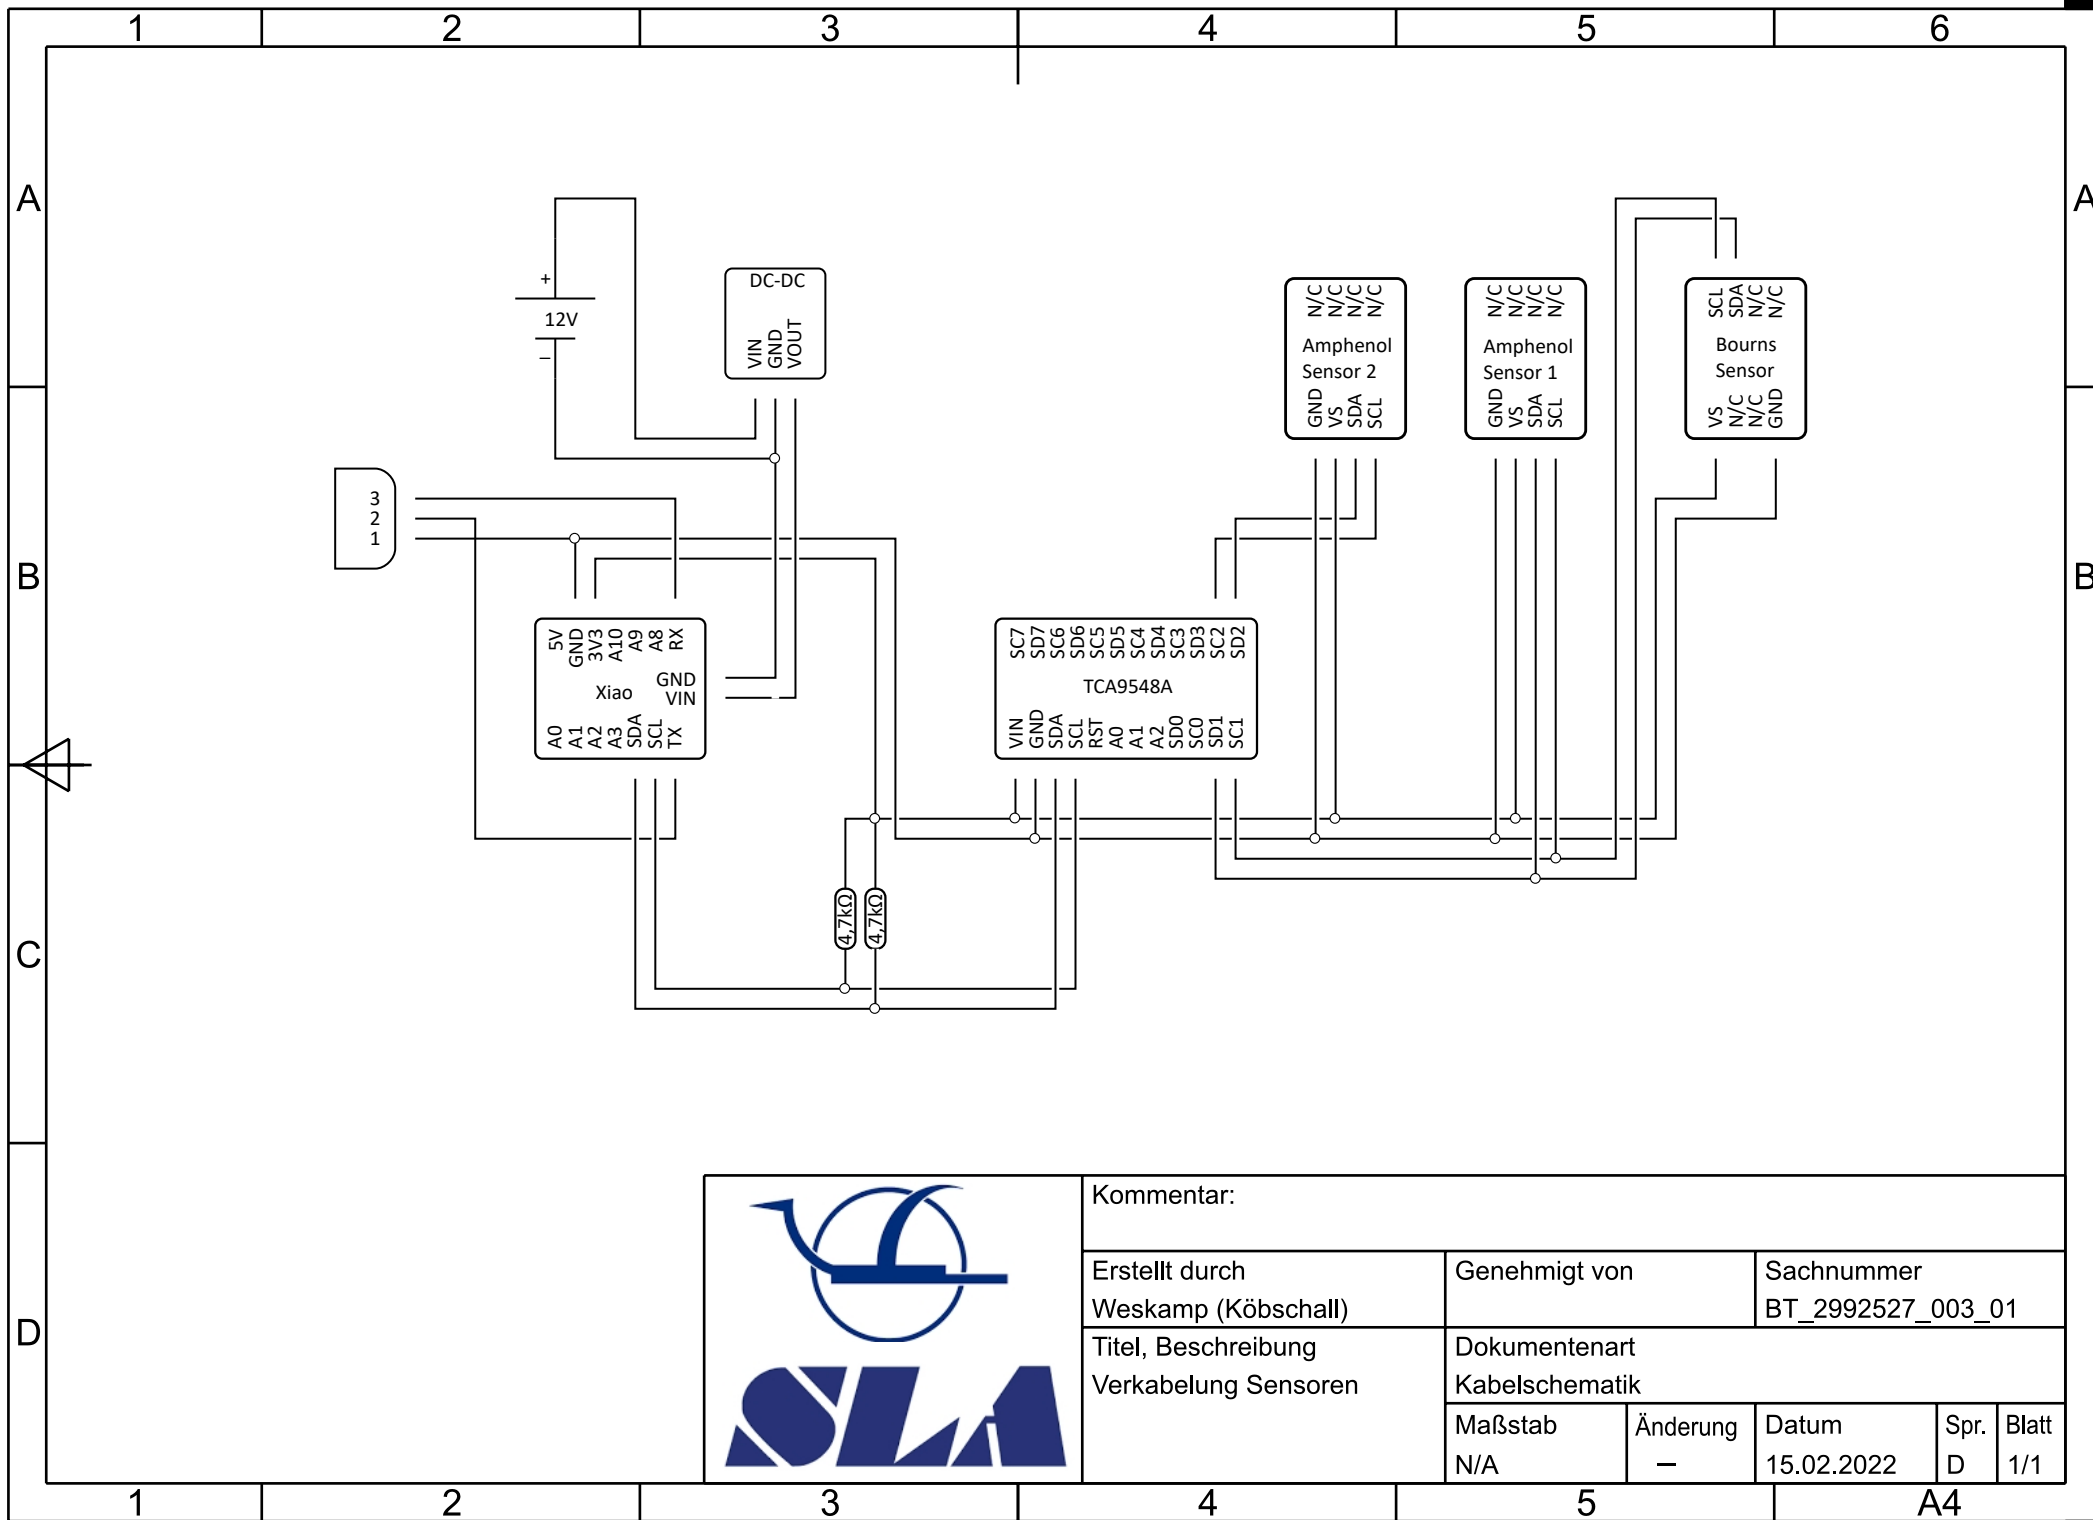 1 2 3 4 5 6
A A
+
12V
–
DC-DC
VIN
GND
VOUT
N/C
N/C
N/C
N/C
Amphenol
Sensor 2
GND
VS
SDA
SCL
N/C
N/C
N/C
N/C
Amphenol
Sensor 1
GND
VS
SDA
SCL
SCL
SDA
N/C
N/C
Bourns
Sensor
VS
N/C
N/C
GND
3
2
1
B B
5V
GND
3V3
A10
A9
A8
RX
GND
VIN
Xiao
A0
A1
A2
A3
SDA
SCL
TX
SC7
SD7
SC6
SD6
SC5
SD5
SC4
SD4
SC3
SD3
SC2
SD2
TCA9548A
VIN
GND
SDA
SCL
RST
A0
A1
A2
SD0
SC0
SD1
SC1
4,7kΩ
4,7kΩ
C
D
SLA
Kommentar:
Erstellt durch
Weskamp (Köbschall)
Genehmigt von
Sachnummer
BT_2992527_003_01
Titel, Beschreibung
Verkabelung Sensoren
Dokumentenart
Kabelschematik
Maßstab
N/A
Änderung
–
Datum
15.02.2022
Spr.
D
Blatt
1/1
1 2 3 4 5 A4